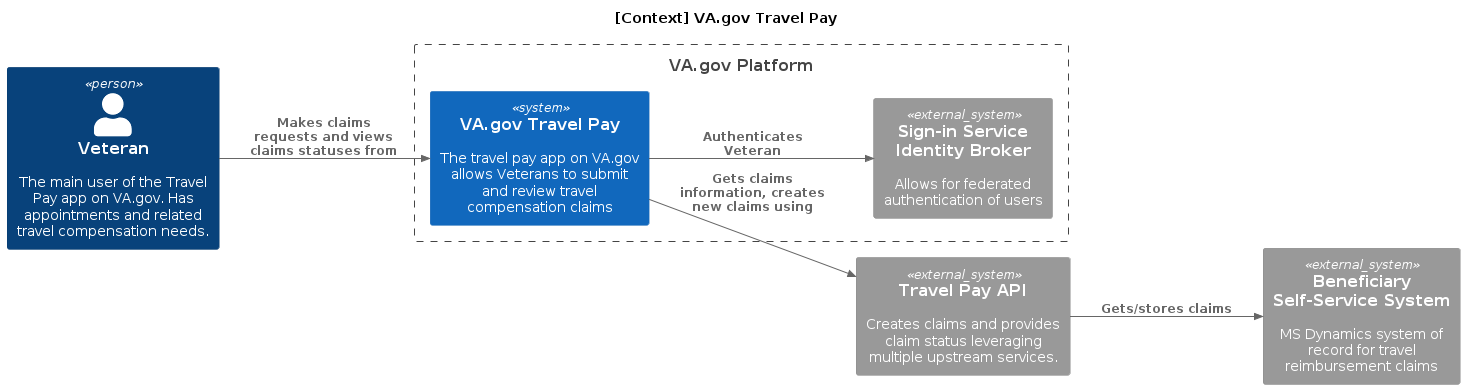 [Context] VA.gov Travel Pay
VA.gov Platform
«person»
Veteran
The main user of the Travel
Pay app on VA.gov. Has
appointments and related
travel compensation needs.
Makes claims
requests and views
claims statuses from
«system»
VA.gov Travel Pay
The travel pay app on VA.gov
allows Veterans to submit
and review travel
compensation claims
Authenticates
Veteran
«external_system»
Sign-in Service
Identity Broker
Allows for federated
authentication of users
Gets claims
information, creates
new claims using
«external_system»
Travel Pay API
Creates claims and provides
claim status leveraging
multiple upstream services.
Gets/stores claims
«external_system»
Beneficiary
Self-Service System
MS Dynamics system of
record for travel
reimbursement claims